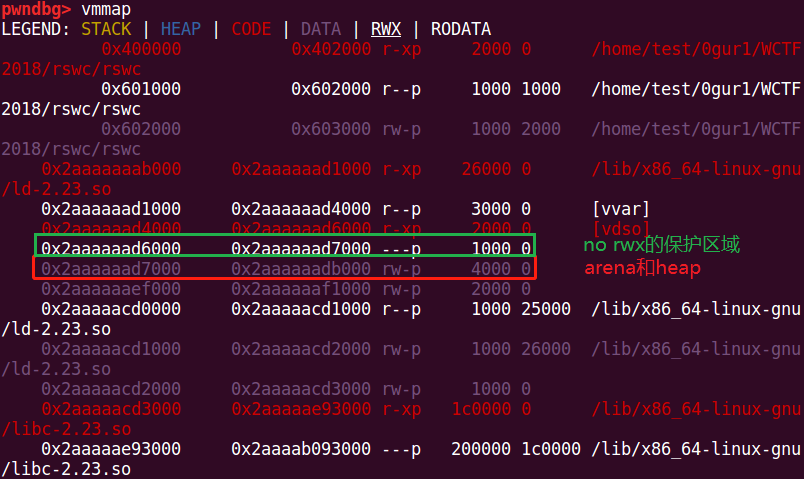 pwndbg> vmmap
LEGEND: STACK | HEAP | CODE | DATA | RWX | RODATA
0x400000 0x402000 r-xp 2000 0 /home/test/0gur1/WCTF
2018/rswc/rswc
0x601000 0x602000 r--p 1000 1000 /home/test/0gur1/WCTF
2018/rswc/rswc
0x602000 0x603000 rw-p 1000 2000 /home/test/0gur1/WCTF
2018/rswc/rswc
0x2aaaaaaab000 0x2aaaaaad1000 r-xp 26000 0 /lib/x86_64-linux-gnu
/ld-2.23.so
0x2aaaaaad1000 0x2aaaaaad4000 r--p 3000 0 [vvar]
0x2aaaaaad4000 0x2aaaaaad6000 r-xp 2000 0 [vdso]
0x2aaaaaad6000 0x2aaaaaad7000 ---p 1000 0 no rwx的保护区域
0x2aaaaaad7000 0x2aaaaaadb000 rw-p 4000 0 arena和heap
0x2aaaaaaef000 0x2aaaaaaf1000 rw-p 2000 0
0x2aaaaacd0000 0x2aaaaacd1000 r--p 1000 25000 /lib/x86_64-linux-gnu
/ld-2.23.so
0x2aaaaacd1000 0x2aaaaacd2000 rw-p 1000 26000 /lib/x86_64-linux-gnu
/ld-2.23.so
0x2aaaaacd2000 0x2aaaaacd3000 rw-p 1000 0
0x2aaaaacd3000 0x2aaaaae93000 r-xp 1c0000 0 /lib/x86_64-linux-gnu
/libc-2.23.so
0x2aaaaae93000 0x2aaaab093000 ---p 200000 1c0000 /lib/x86_64-linux-gnu
/libc-2.23.so